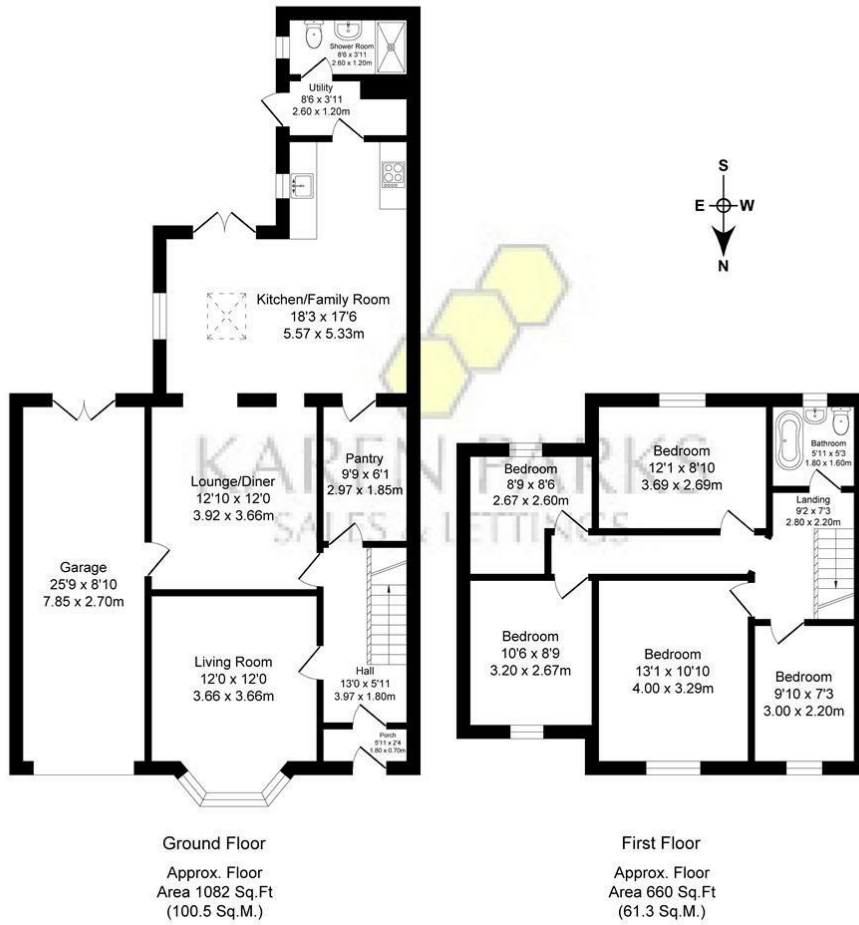 Shower Room
8'6 x 3'11
2.60 x 1.20m
Utility
8'6 x 3'11
2.60 x 1.20m
Kitchen/Family Room
18'3 x 17'6
5.57 x 5.33m
Lounge/Diner
12'10 x 12'0
3.92 x 3.66m
Pantry
9'9 x 6'1
2.97 x 1.85m
Garage
25'9 x 8'10
7.85 x 2.70m
Living Room
12'0 x 12'0
3.66 x 3.66m
Hall
13'0 x 5'11
3.97 x 1.80m
Porch
5'11 x 2'4
1.80 x 0.70m
Ground Floor
Approx. Floor
Area 1082 Sq.Ft
(100.5 Sq.M.)
S
E W
N
KAREN PARKS
SALES & LETTINGS
Bedroom
8'9 x 8'6
2.67 x 2.60m
Bedroom
12'1 x 8'10
3.69 x 2.69m
Bathroom
5'11 x 5'3
1.80 x 1.60m
Landing
9'2 x 7'3
2.80 x 2.20m
Bedroom
10'6 x 8'9
3.20 x 2.67m
Bedroom
13'1 x 10'10
4.00 x 3.29m
Bedroom
9'10 x 7'3
3.00 x 2.20m
First Floor
Approx. Floor
Area 660 Sq.Ft
(61.3 Sq.M.)